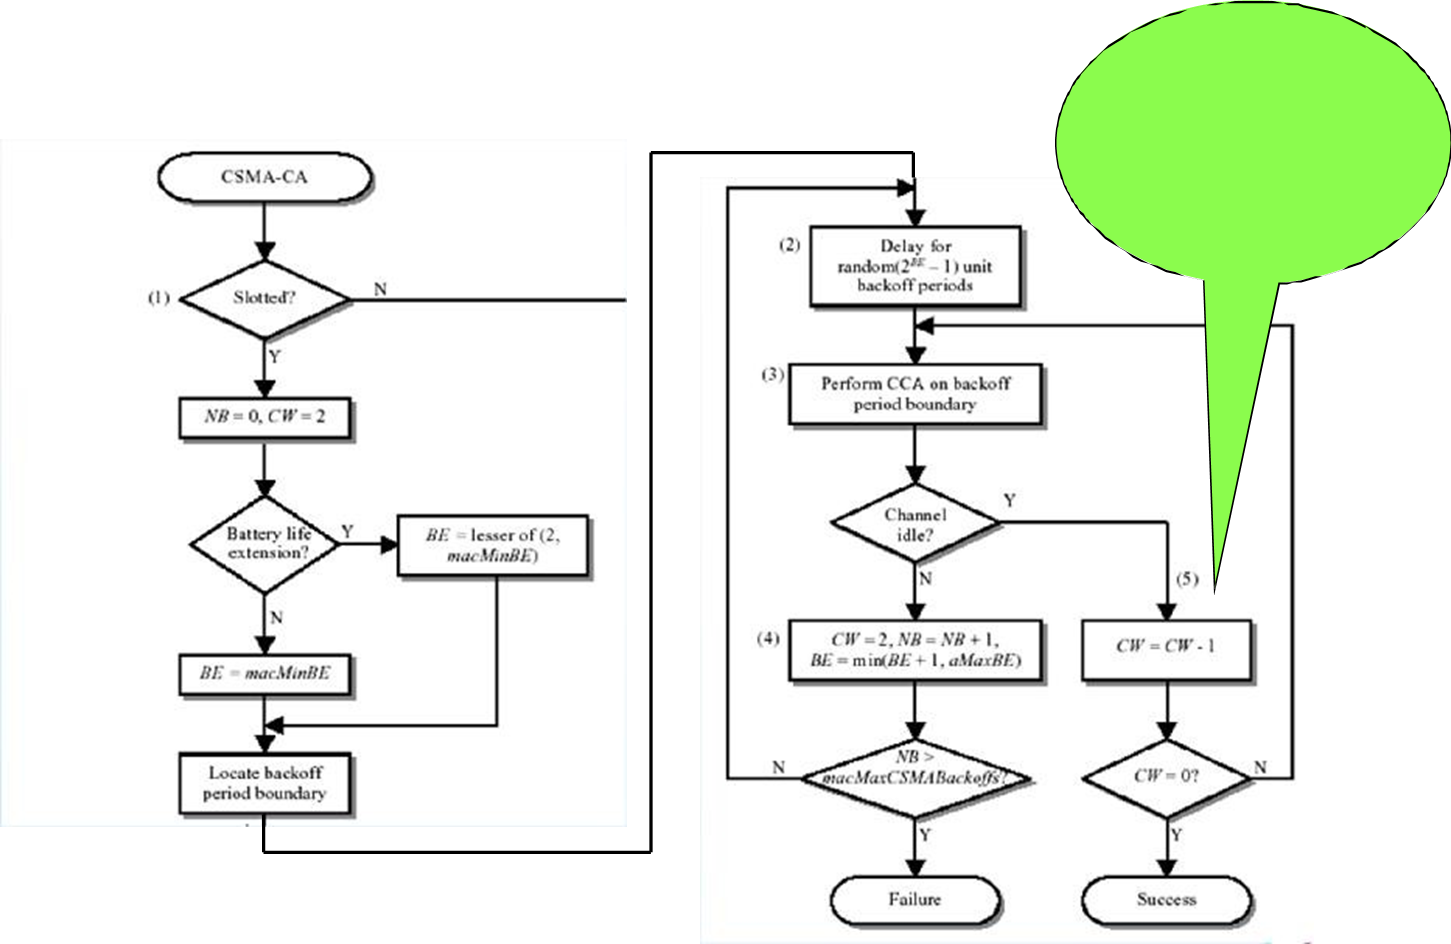 CSMA-CA
(1)
Slotted?
N
Y
NB = 0, CW = 2
Battery life
extension?
Y
BE = lesser of (2,
macMinBE)
N
BE = macMinBE
Locate backoff
period boundary
(2)
Delay for
random(2^BE – 1) unit
backoff periods
(3)
Perform CCA on backoff
period boundary
Channel
idle?
Y
N
(4)
CW = 2, NB = NB + 1,
BE = min(BE + 1, aMaxBE)
NB >
macMaxCSMABackoffs?
N
Y
Failure
(5)
CW = CW - 1
CW = 0?
N
Y
Success